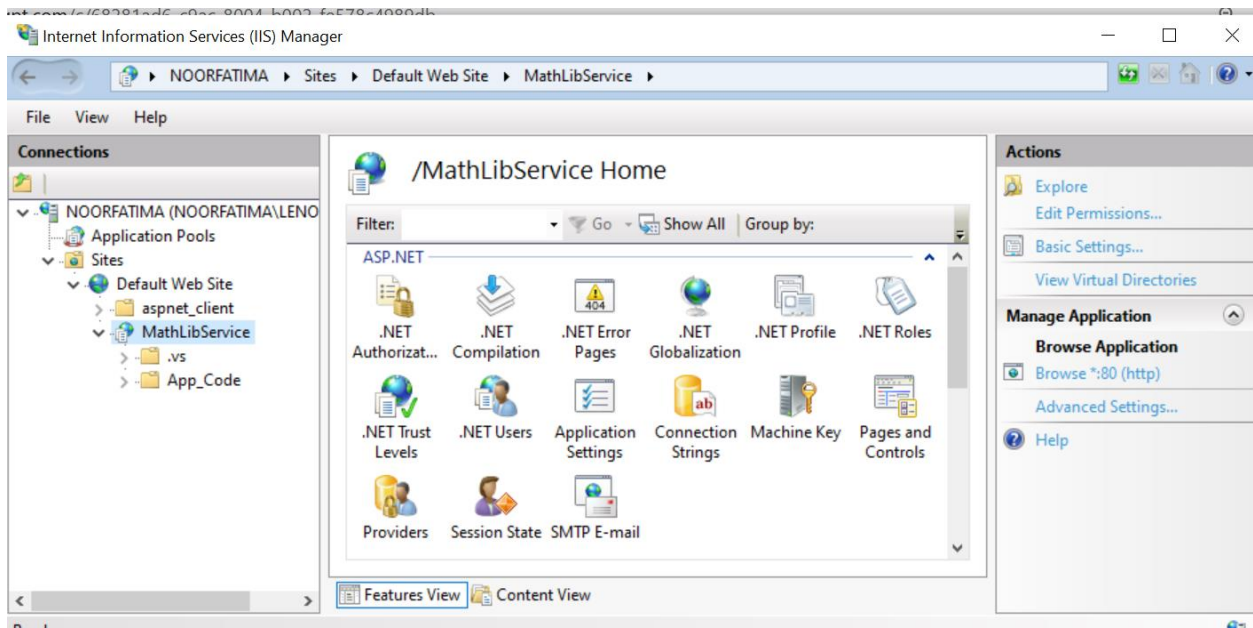 Internet Information Services (IIS) Manager
NOORFATIMA ▸ Sites ▸ Default Web Site ▸ MathLibService ▸
File View Help
Connections
NOORFATIMA (NOORFATIMA\LENO
Application Pools
Sites
Default Web Site
aspnet_client
MathLibService
.vs
App_Code
/MathLibService Home
Filter: Go Show All Group by:
ASP.NET
.NET Authorizat...
.NET Compilation
.NET Error Pages
404
.NET Globalization
.NET Profile
.NET Roles
.NET Trust Levels
.NET Users
Application Settings
ab
Connection Strings
Machine Key
Pages and Controls
Providers
Session State
SMTP E-mail
Features View
Content View
Actions
Explore
Edit Permissions...
Basic Settings...
View Virtual Directories
Manage Application
Browse Application
Browse *:80 (http)
Advanced Settings...
Help